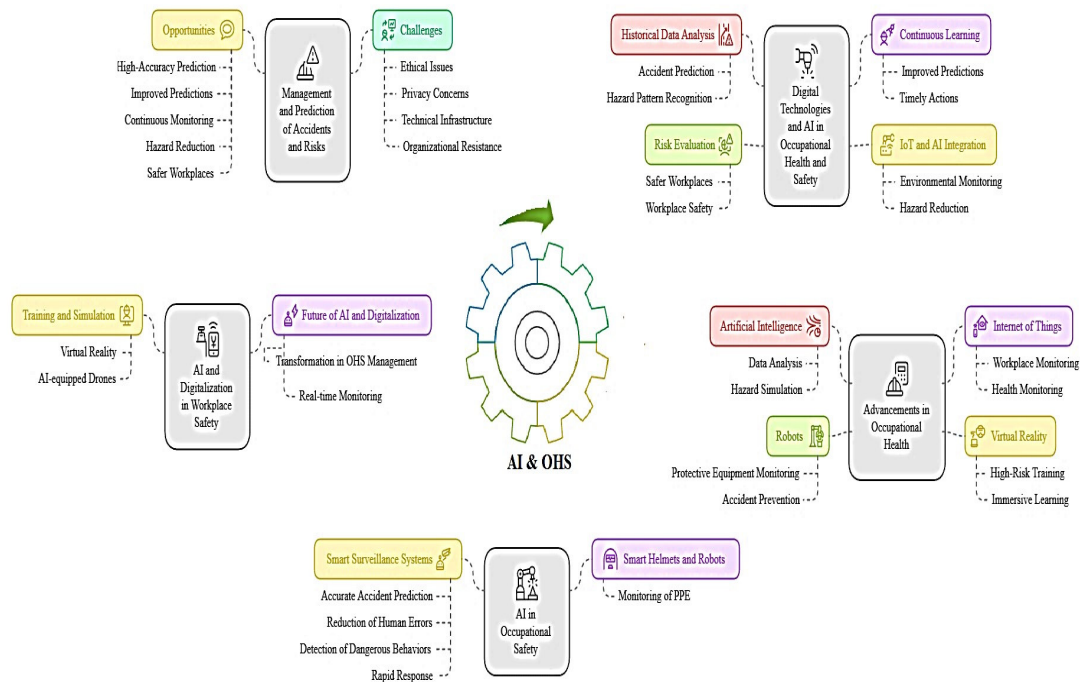 Opportunities
High-Accuracy Prediction
Improved Predictions
Continuous Monitoring
Hazard Reduction
Safer Workplaces
Management
and Prediction
of Accidents
and Risks
Challenges
Ethical Issues
Privacy Concerns
Technical Infrastructure
Organizational Resistance
Historical Data Analysis
Accident Prediction
Hazard Pattern Recognition
Risk Evaluation
Safer Workplaces
Workplace Safety
Digital
Technologies
and AI in
Occupational
Health and
Safety
Continuous Learning
Improved Predictions
Timely Actions
IoT and AI Integration
Environmental Monitoring
Hazard Reduction
Training and Simulation
Virtual Reality
AI-equipped Drones
AI and
Digitalization
in Workplace
Safety
Future of AI and Digitalization
Transformation in OHS Management
Real-time Monitoring
AI & OHS
Artificial Intelligence
Data Analysis
Hazard Simulation
Robots
Protective Equipment Monitoring
Accident Prevention
Advancements in
Occupational
Health
Internet of Things
Workplace Monitoring
Health Monitoring
Virtual Reality
High-Risk Training
Immersive Learning
Smart Surveillance Systems
Accurate Accident Prediction
Reduction of Human Errors
Detection of Dangerous Behaviors
Rapid Response
AI in
Occupational
Safety
Smart Helmets and Robots
Monitoring of PPE